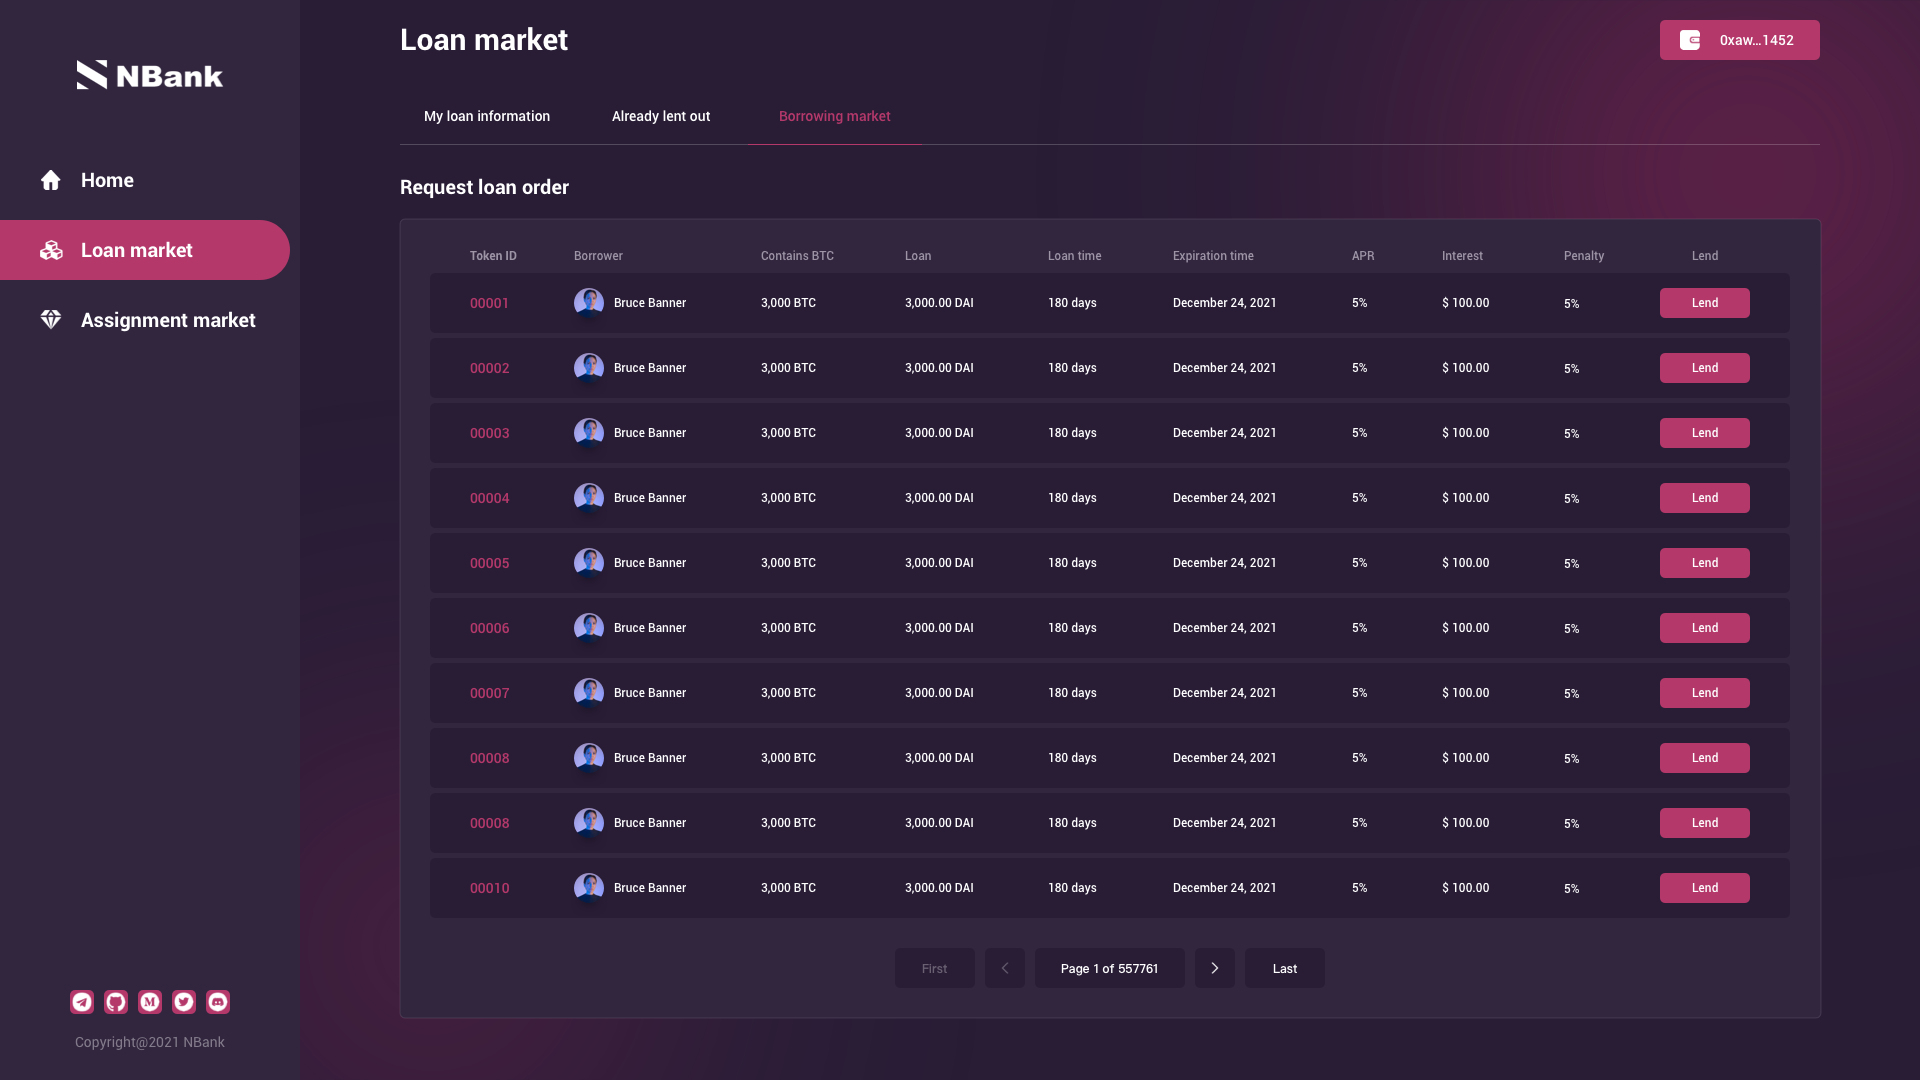 NBank
Home
Loan market
Assignment market
Copyright@2021 NBank
Loan market
0xaw...1452
My loan information Already lent out Borrowing market
Request loan order
Token ID Borrower Contains BTC Loan Loan time Expiration time APR Interest Penalty Lend
00001 Bruce Banner 3,000 BTC 3,000.00 DAI 180 days December 24, 2021 5% $ 100.00 5% Lend
00002 Bruce Banner 3,000 BTC 3,000.00 DAI 180 days December 24, 2021 5% $ 100.00 5% Lend
00003 Bruce Banner 3,000 BTC 3,000.00 DAI 180 days December 24, 2021 5% $ 100.00 5% Lend
00004 Bruce Banner 3,000 BTC 3,000.00 DAI 180 days December 24, 2021 5% $ 100.00 5% Lend
00005 Bruce Banner 3,000 BTC 3,000.00 DAI 180 days December 24, 2021 5% $ 100.00 5% Lend
00006 Bruce Banner 3,000 BTC 3,000.00 DAI 180 days December 24, 2021 5% $ 100.00 5% Lend
00007 Bruce Banner 3,000 BTC 3,000.00 DAI 180 days December 24, 2021 5% $ 100.00 5% Lend
00008 Bruce Banner 3,000 BTC 3,000.00 DAI 180 days December 24, 2021 5% $ 100.00 5% Lend
00008 Bruce Banner 3,000 BTC 3,000.00 DAI 180 days December 24, 2021 5% $ 100.00 5% Lend
00010 Bruce Banner 3,000 BTC 3,000.00 DAI 180 days December 24, 2021 5% $ 100.00 5% Lend
First Page 1 of 557761 Last